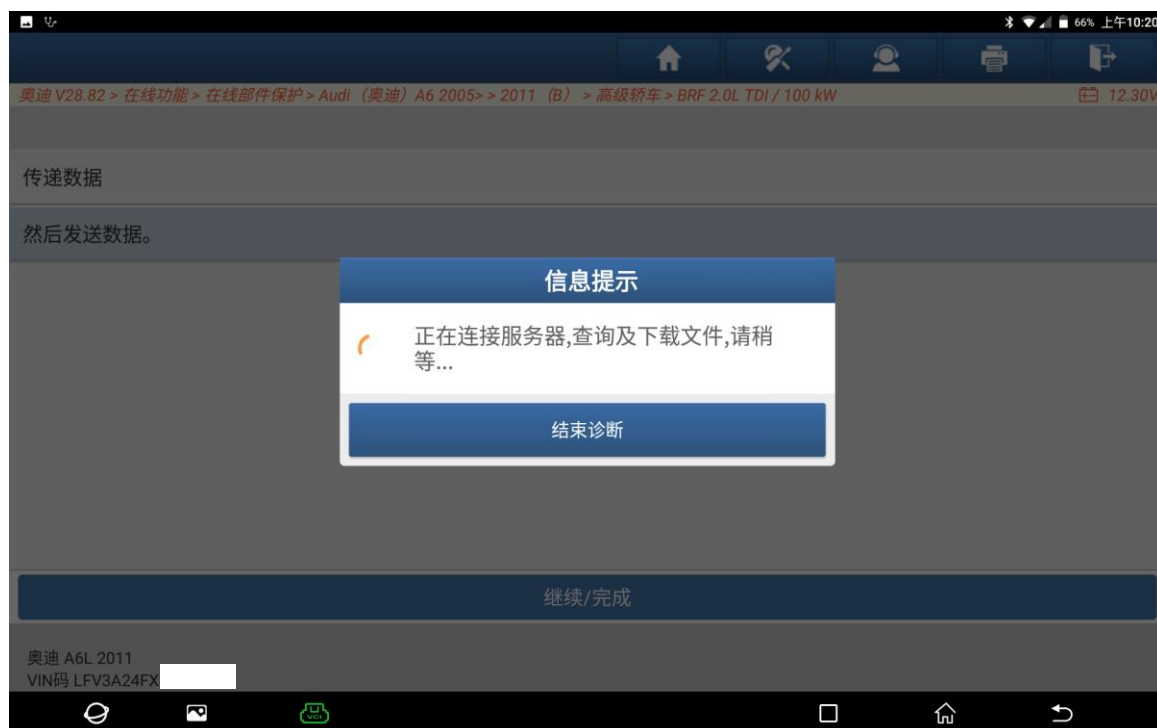 66% 上午10:20
奥迪 V28.82 > 在线功能 > 在线部件保护 > Audi（奥迪）A6 2005> > 2011（B） > 高级轿车 > BRF 2.0L TDI / 100 kW 12.30V
传递数据
然后发送数据。
信息提示
正在连接服务器,查询及下载文件,请稍
等...
结束诊断
继续/完成
奥迪 A6L 2011
VIN码 LFV3A24FX
VCI